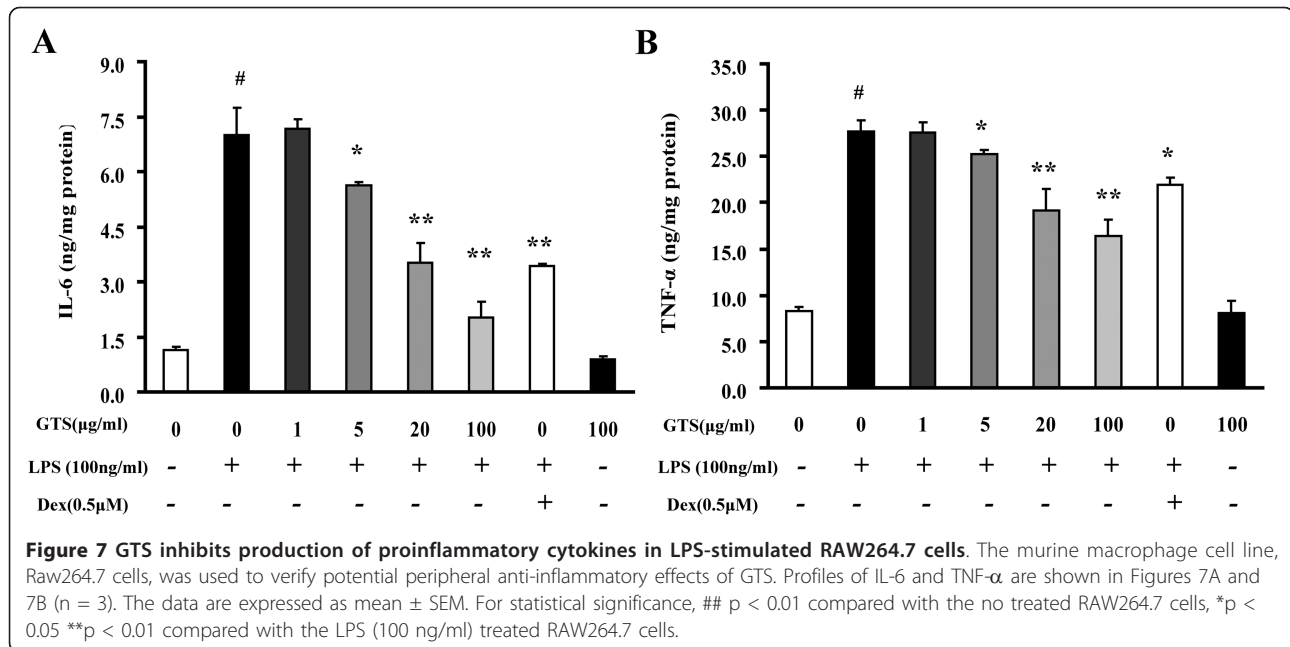 A
B
9.0
7.5
6.0
4.5
3.0
1.5
0.0
IL-6 (ng/mg protein)
#
*
**
**
**
35.0
30.0
25.0
20.0
15.0
10.0
5.0
0.0
TNF-α (ng/mg protein)
#
*
**
**
*
GTS(μg/ml) 0 0 1 5 20 100 0 100
LPS (100ng/ml) - + + + + + + -
Dex(0.5μM) - - - - - - + -
GTS(μg/ml) 0 0 1 5 20 100 0 100
LPS (100ng/ml) - + + + + + + -
Dex(0.5μM) - - - - - - + -
Figure 7 GTS inhibits production of proinflammatory cytokines in LPS-stimulated RAW264.7 cells. The murine macrophage cell line,
Raw264.7 cells, was used to verify potential peripheral anti-inflammatory effects of GTS. Profiles of IL-6 and TNF-α are shown in Figures 7A and
7B (n = 3). The data are expressed as mean ± SEM. For statistical significance, ## p < 0.01 compared with the no treated RAW264.7 cells, *p <
0.05 **p < 0.01 compared with the LPS (100 ng/ml) treated RAW264.7 cells.